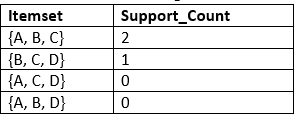 Itemset Support_Count
{A, B, C} 2
{B, C, D} 1
{A, C, D} 0
{A, B, D} 0